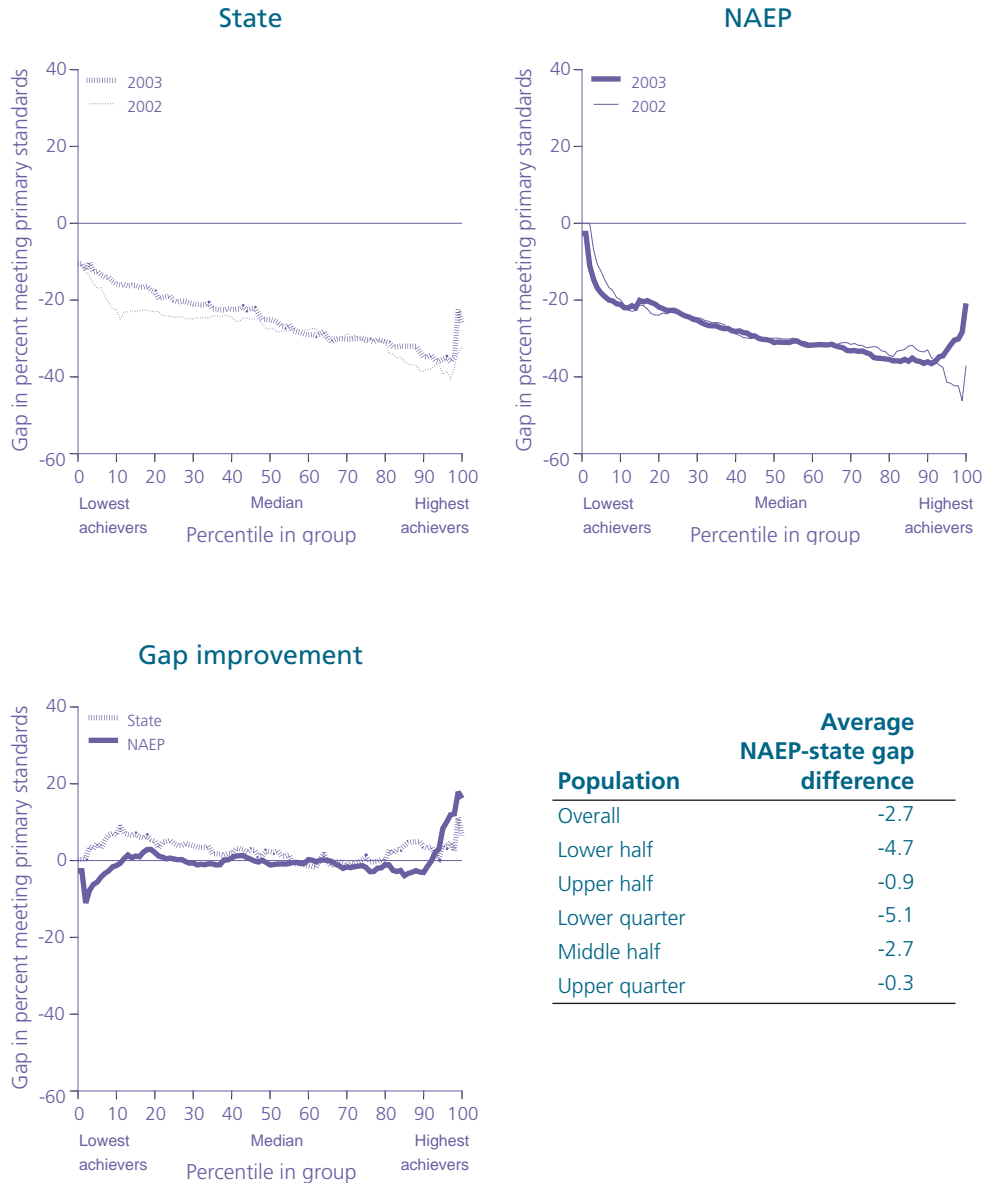 State
Gap in percent meeting primary standards
40
20
0
-20
-40
-60
2003
2002
0 10 20 30 40 50 60 70 80 90 100
Lowest achievers
Median
Highest achievers
Percentile in group
NAEP
Gap in percent meeting primary standards
40
20
0
-20
-40
-60
2003
2002
0 10 20 30 40 50 60 70 80 90 100
Lowest achievers
Median
Highest achievers
Percentile in group
Gap improvement
Gap in percent meeting primary standards
40
20
0
-20
-40
-60
State
NAEP
0 10 20 30 40 50 60 70 80 90 100
Lowest achievers
Median
Highest achievers
Percentile in group
Population Average NAEP-state gap difference
Overall -2.7
Lower half -4.7
Upper half -0.9
Lower quarter -5.1
Middle half -2.7
Upper quarter -0.3